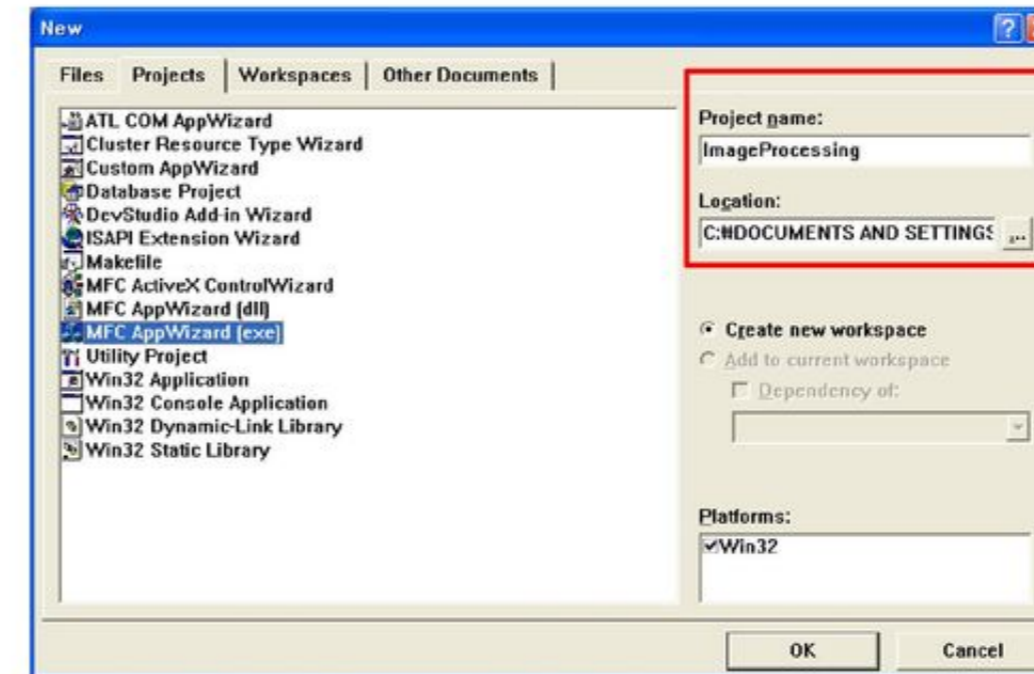 New
Files Projects Workspaces Other Documents
ATL COM AppWizard
Cluster Resource Type Wizard
Custom AppWizard
Database Project
DevStudio Add-in Wizard
ISAPI Extension Wizard
Makefile
MFC ActiveX ControlWizard
MFC AppWizard (dll)
MFC AppWizard (exe)
Utility Project
Win32 Application
Win32 Console Application
Win32 Dynamic-Link Library
Win32 Static Library
Project name:
ImageProcessing
Location:
C:#DOCUMENTS AND SETTINGS ...
Create new workspace
Add to current workspace
Dependency of:
Platforms:
Win32
OK Cancel